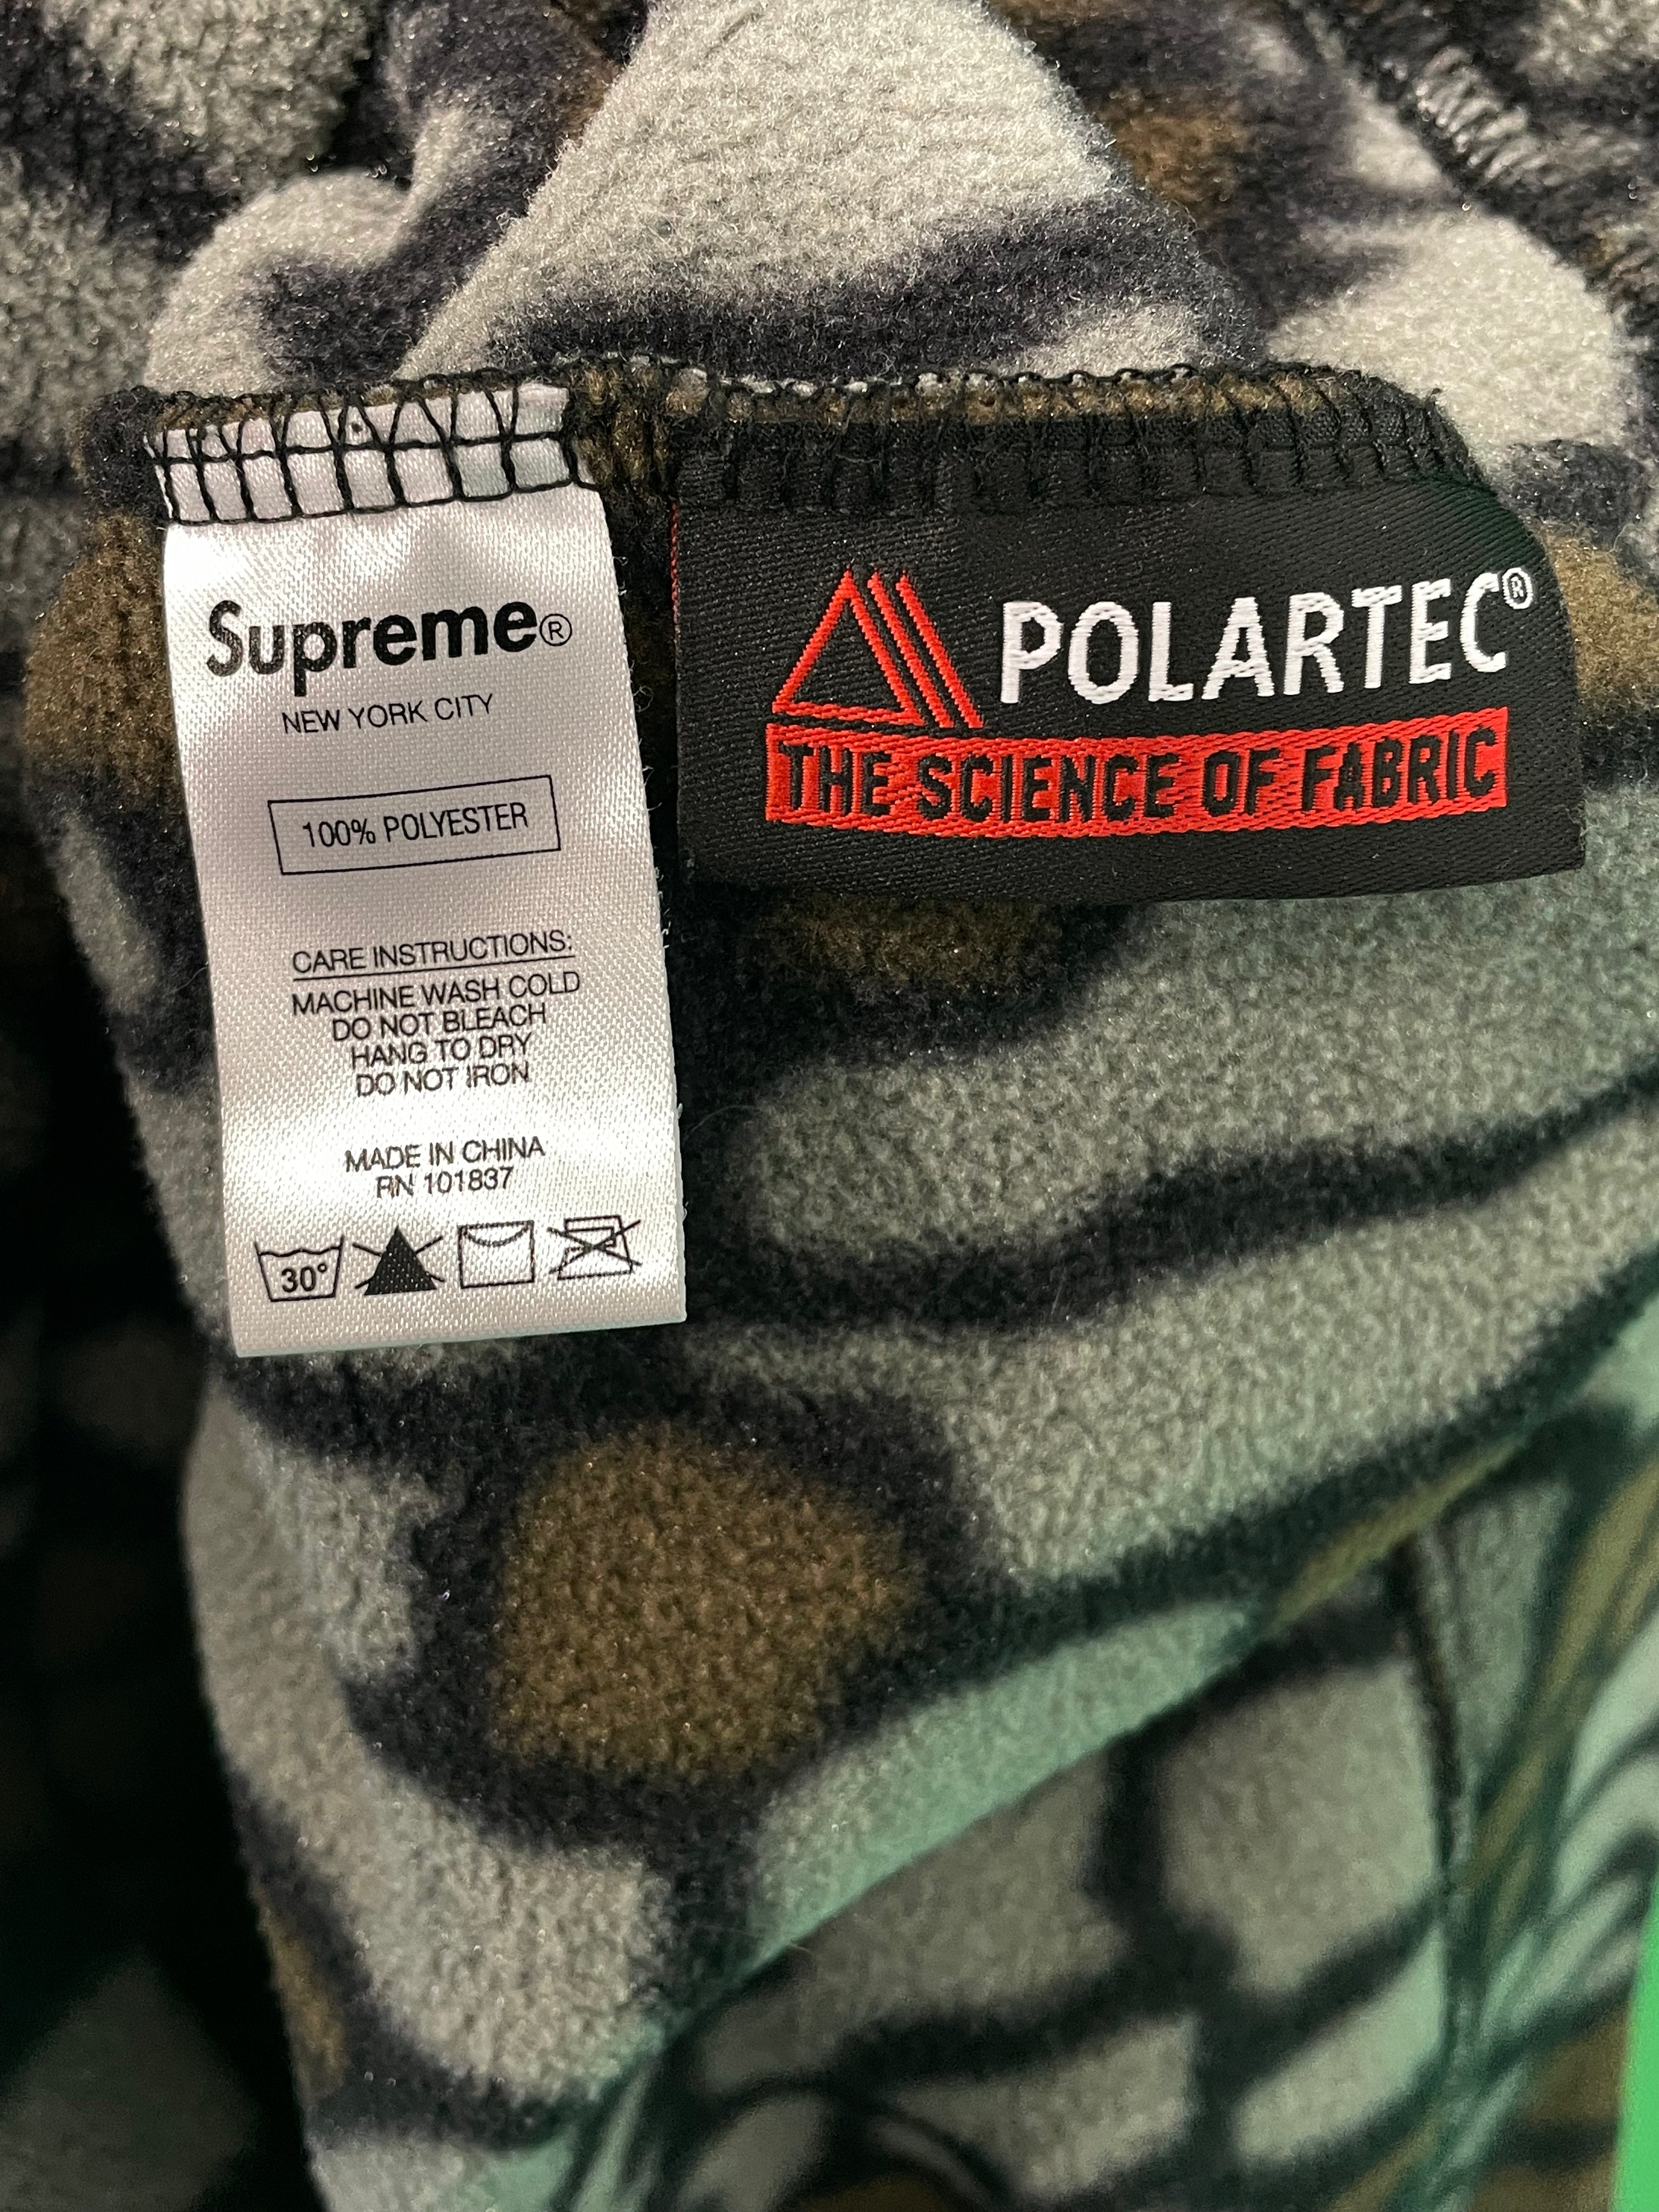 Supreme®
NEW YORK CITY
100% POLYESTER
CARE INSTRUCTIONS:
MACHINE WASH COLD
DO NOT BLEACH
HANG TO DRY
DO NOT IRON
MADE IN CHINA
RN 101837
30°
POLARTEC®
THE SCIENCE OF FABRIC